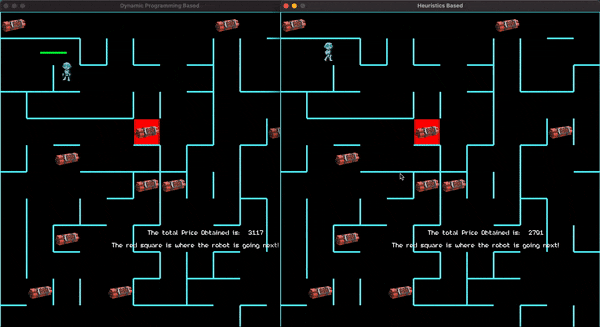 Dynamic Programming Based
Heuristics Based
The total Price Obtained is: 3117
The red square is where the robot is going next!
The total Price Obtained is: 2791
The red square is where the robot is going next!